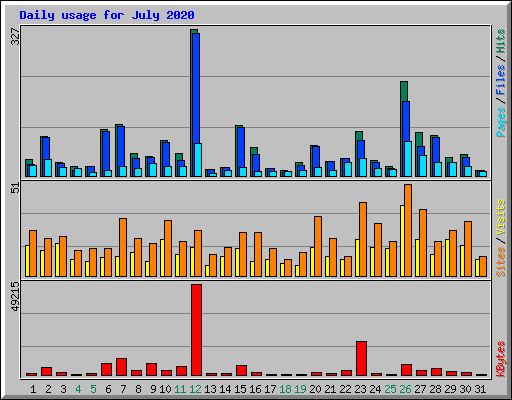 Daily usage for July 2020
327
Pages / Files / Hits
51
Sites / Visits
49215
KBytes
1 2 3 4 5 6 7 8 9 10 11 12 13 14 15 16 17 18 19 20 21 22 23 24 25 26 27 28 29 30 31